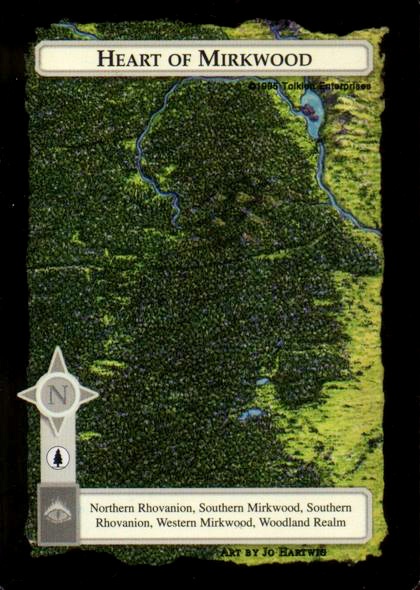 HEART OF MIRKWOOD
©1995 Tolkien Enterprises
N
Northern Rhovanion, Southern Mirkwood, Southern
Rhovanion, Western Mirkwood, Woodland Realm
ART BY JO HARTWIG